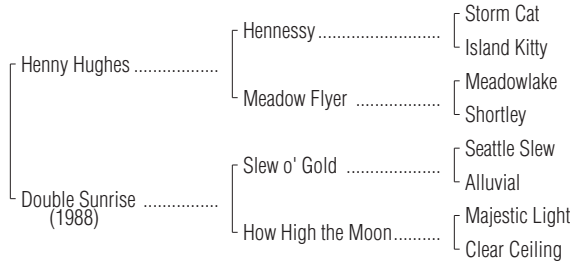 Storm Cat
Hennessy........................................
Island Kitty
Henny Hughes ..................
Meadowlake
Meadow Flyer ..................
Shortley
Seattle Slew
Slew o' Gold ....................
Alluvial
Double Sunrise ................
(1988)
Majestic Light
How High the Moon..........
Clear Ceiling